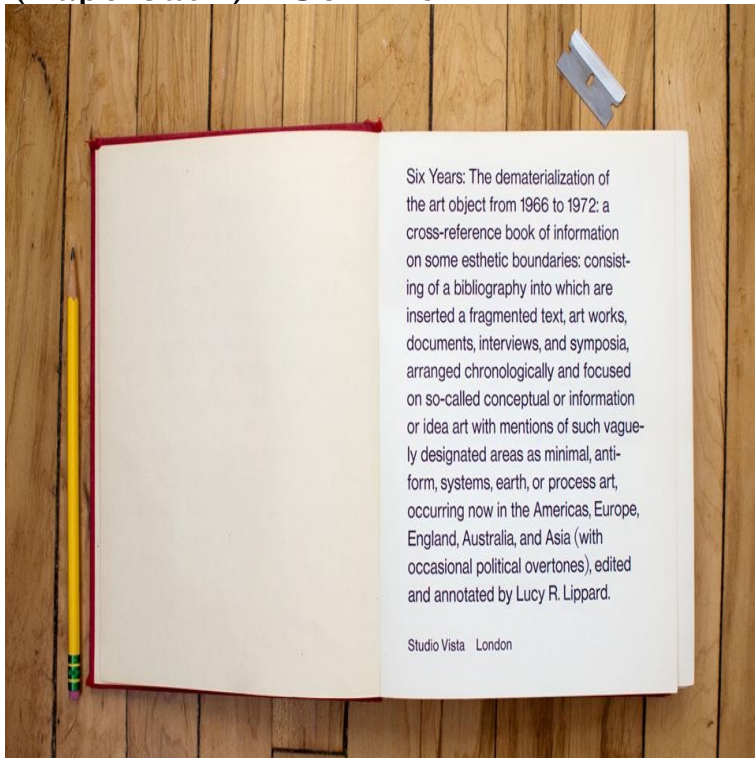 Six Years: The dematerialization of
the art object from 1966 to 1972: a
cross-reference book of information
on some esthetic boundaries: consist-
ing of a bibliography into which are
inserted a fragmented text, art works,
documents, interviews, and symposia,
arranged chronologically and focused
on so-called conceptual or information
or idea art with mentions of such vague-
ly designated areas as minimal, anti-
form, systems, earth, or process art,
occurring now in the Americas, Europe,
England, Australia, and Asia (with
occasional political overtones), edited
and annotated by Lucy R. Lippard.
Studio Vista London